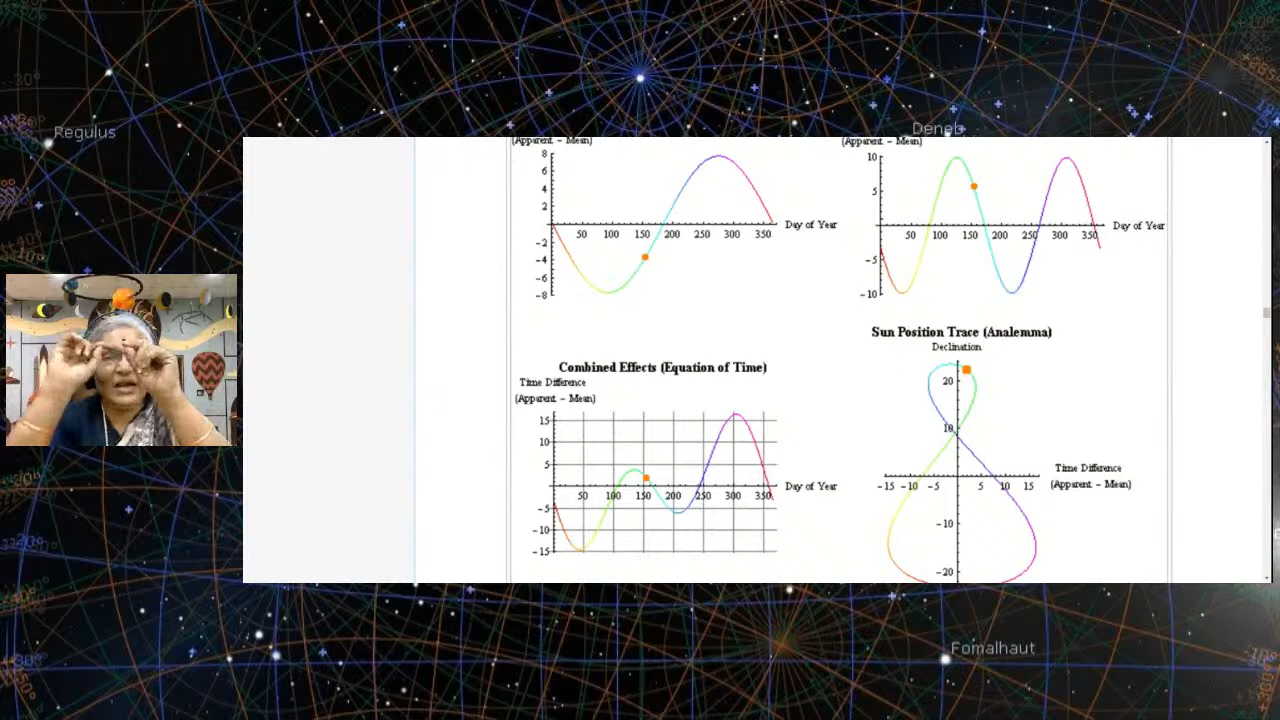 Regulus
Deneb
(Apparent - Mean)
8
6
4
2
-2
-4
-6
-8
50 100 150 200 250 300 350
Day of Year
(Apparent - Mean)
10
5
-5
-10
50 100 150 200 250 300 350
Day of Year
Combined Effects (Equation of Time)
Time Difference
(Apparent - Mean)
15
10
5
-5
-10
-15
50 100 150 200 250 300 350
Day of Year
Sun Position Trace (Analemma)
Declination
20
10
-10
-20
-15 -10 -5 5 10 15
Time Difference
(Apparent - Mean)
Fomalhaut